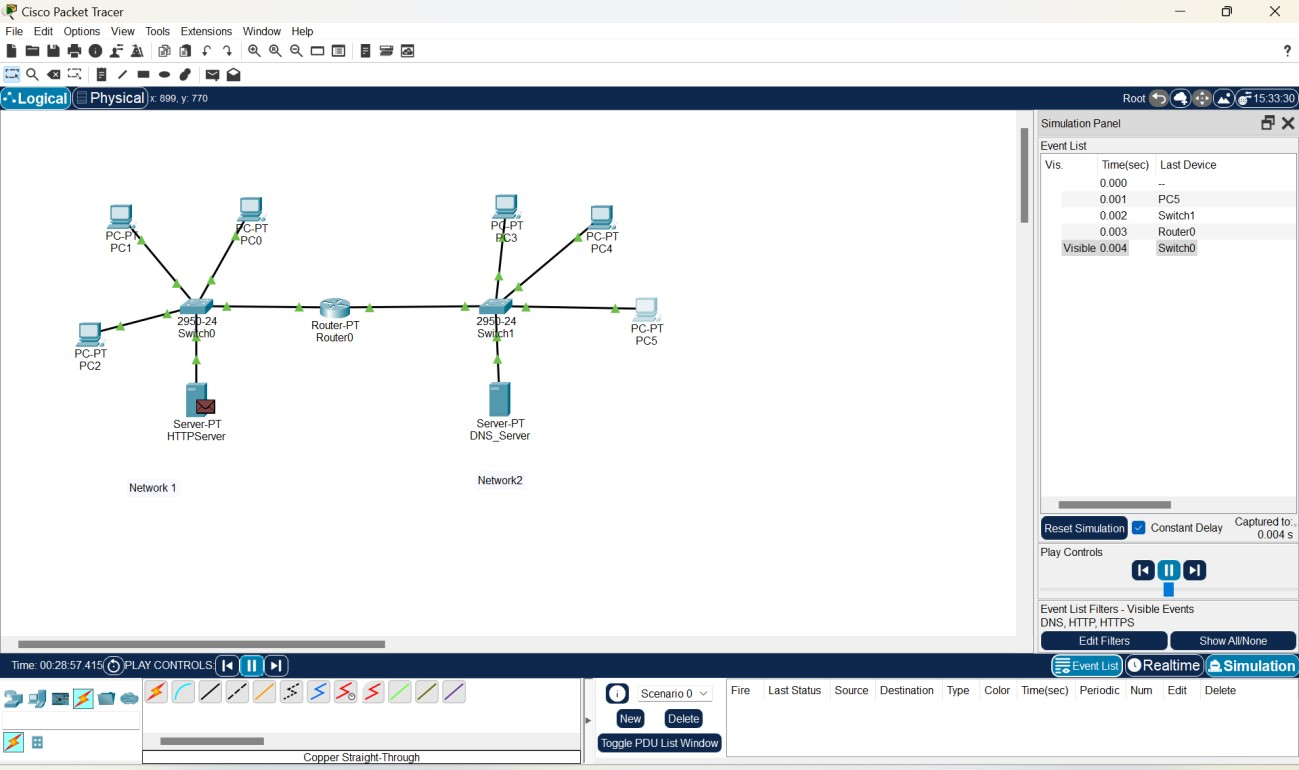 Cisco Packet Tracer
File Edit Options View Tools Extensions Window Help
?
Logical Physical x: 899, y: 770 Root 15:33:30
PC-PT
PC1
PC-PT
PC0
PC-PT
PC3
PC-PT
PC4
2950-24
Switch0
Router-PT
Router0
2950-24
Switch1
PC-PT
PC5
PC-PT
PC2
Server-PT
HTTPServer
Server-PT
DNS_Server
Network 1
Network2
Simulation Panel
Event List
Vis. Time(sec) Last Device
0.000 --
0.001 PC5
0.002 Switch1
0.003 Router0
Visible 0.004 Switch0
Reset Simulation Constant Delay Captured to:
0.004 s
Play Controls
Event List Filters - Visible Events
DNS, HTTP, HTTPS
Edit Filters Show All/None
Time: 00:28:57.415 PLAY CONTROLS: Event List Realtime Simulation
Copper Straight-Through
Scenario 0
New Delete
Toggle PDU List Window
Fire Last Status Source Destination Type Color Time(sec) Periodic Num Edit Delete